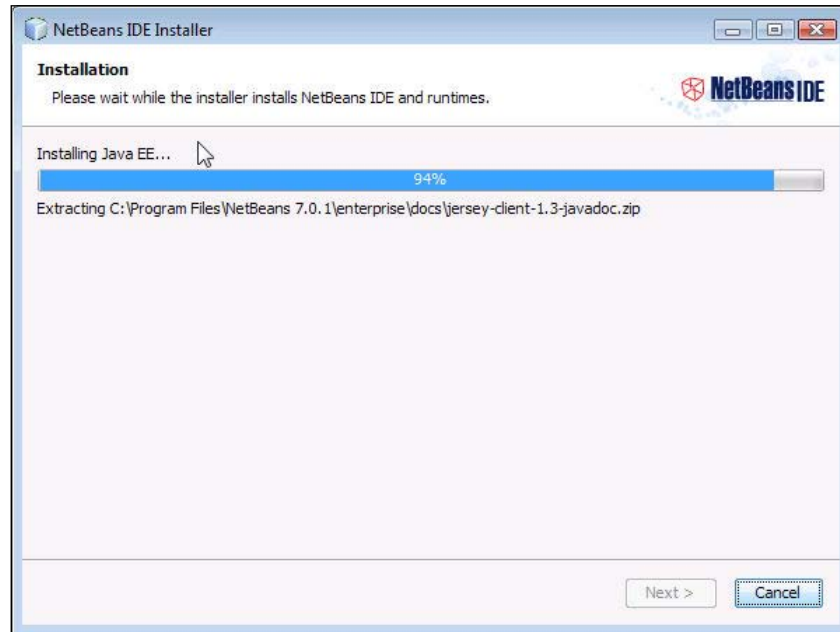 NetBeans IDE Installer
Installation
Please wait while the installer installs NetBeans IDE and runtimes.
NetBeans IDE
Installing Java EE...
94%
Extracting C:\Program Files\NetBeans 7.0.1\enterprise\docs\jersey-client-1.3-javadoc.zip
Next >
Cancel